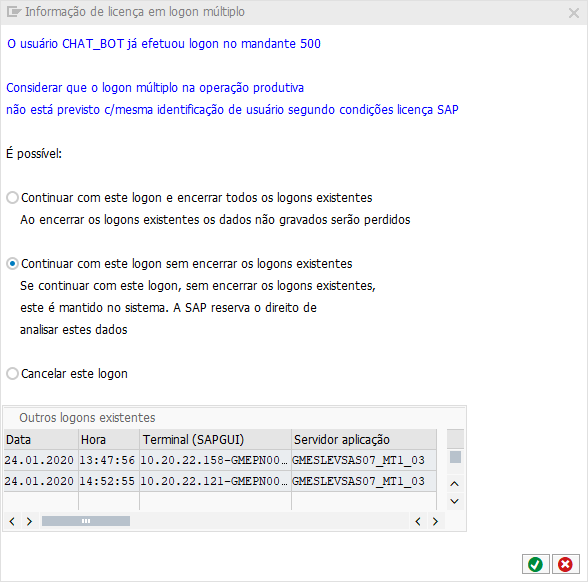 Informação de licença em logon múltiplo
O usuário CHAT_BOT já efetuou logon no mandante 500
Considerar que o logon múltiplo na operação produtiva
não está previsto c/mesma identificação de usuário segundo condições licença SAP
É possível:
Continuar com este logon e encerrar todos os logons existentes
Ao encerrar os logons existentes os dados não gravados serão perdidos
Continuar com este logon sem encerrar os logons existentes
Se continuar com este logon, sem encerrar os logons existentes,
este é mantido no sistema. A SAP reserva o direito de
analisar estes dados
Cancelar este logon
Outros logons existentes
Data Hora Terminal (SAPGUI) Servidor aplicação
24.01.2020 13:47:56 10.20.22.158-GMEPN00... GMESLEVSAS07_MT1_03
24.01.2020 14:52:55 10.20.22.121-GMEPN00... GMESLEVSAS07_MT1_03